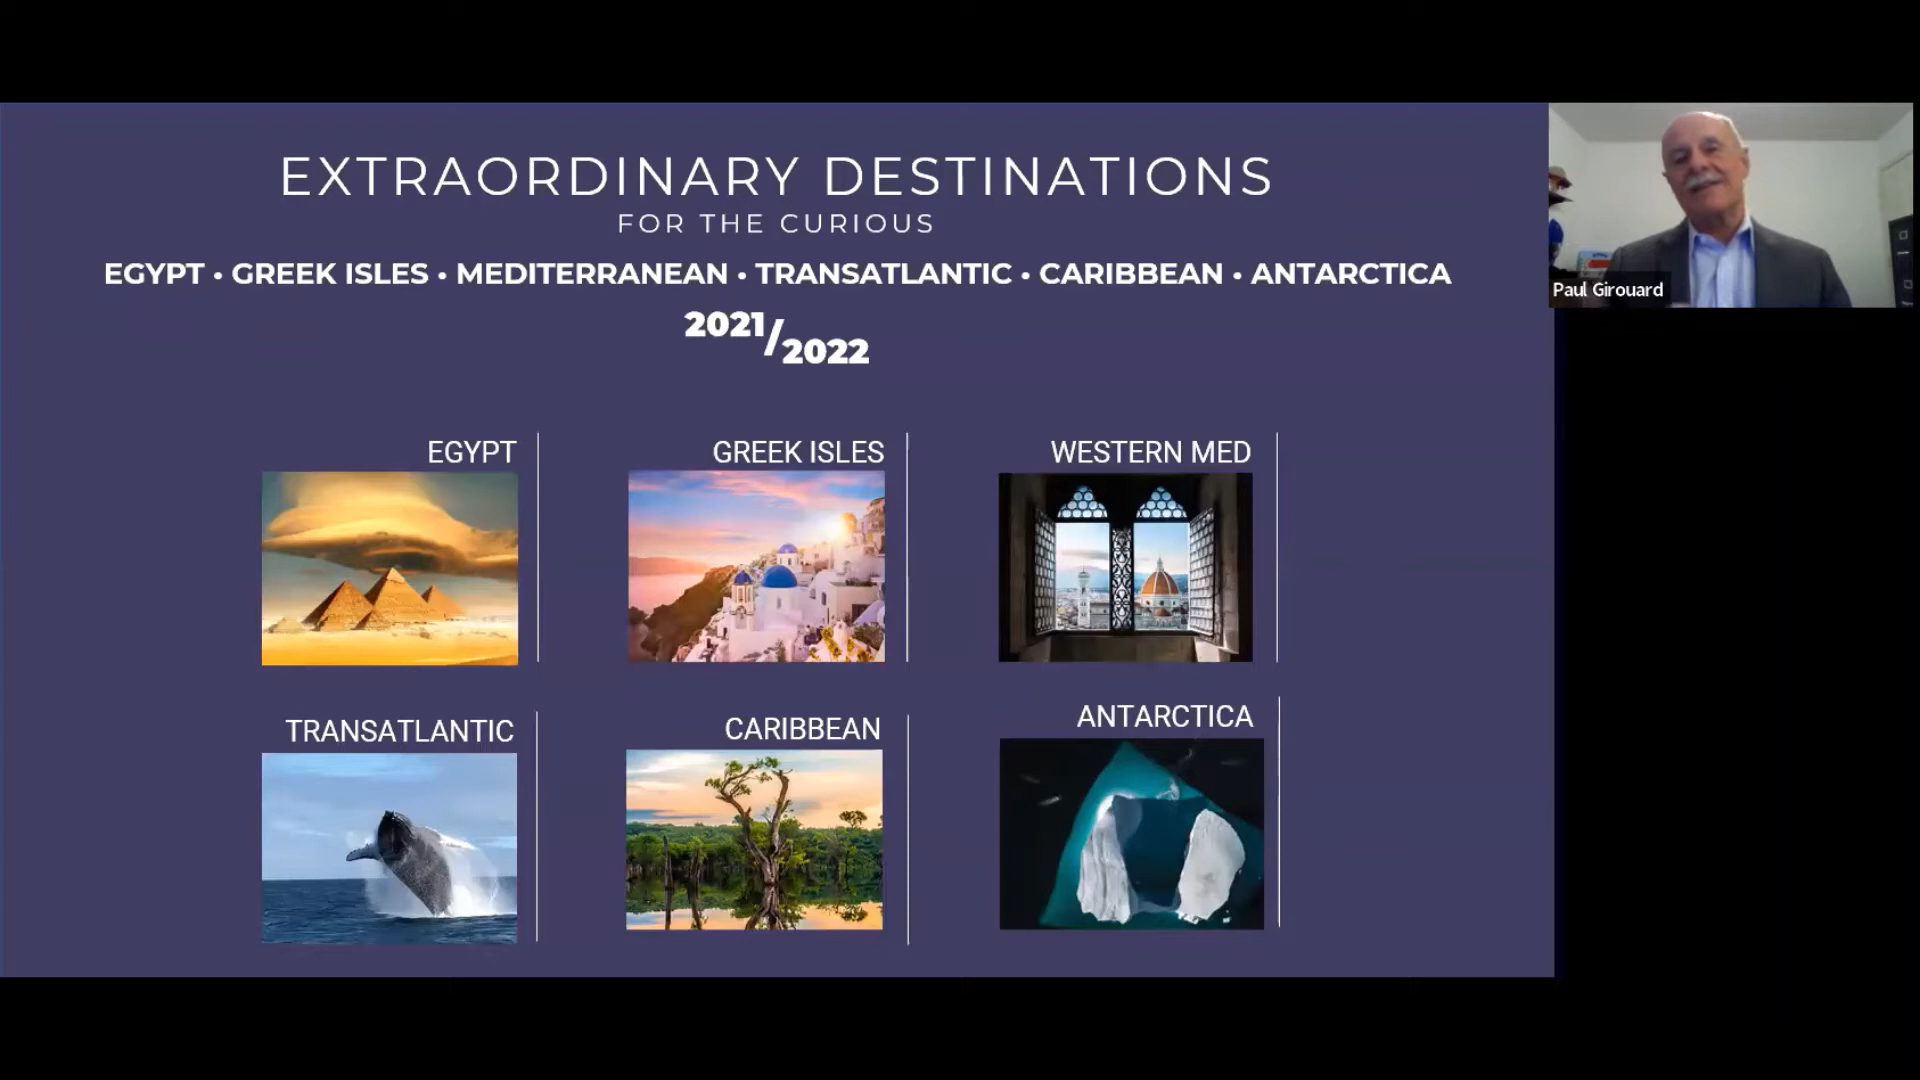 EXTRAORDINARY DESTINATIONS
FOR THE CURIOUS
EGYPT • GREEK ISLES • MEDITERRANEAN • TRANSATLANTIC • CARIBBEAN • ANTARCTICA
2021/2022
Paul Girouard
EGYPT
GREEK ISLES
WESTERN MED
TRANSATLANTIC
CARIBBEAN
ANTARCTICA